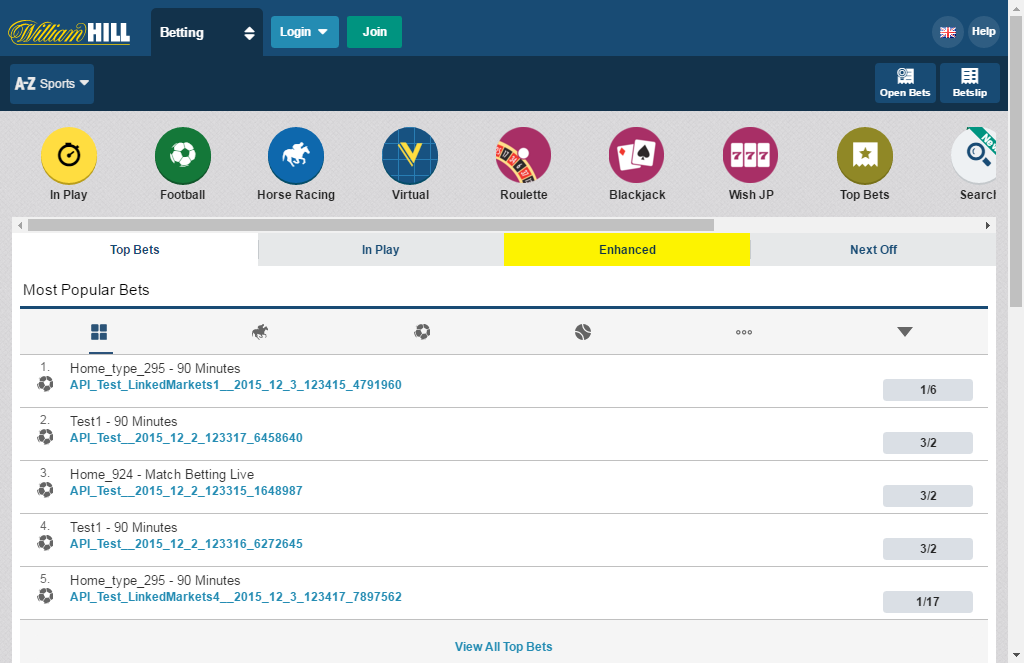 William HILL
Betting
Login
Join
Help
A-Z Sports
Open Bets
Betslip
In Play
Football
Horse Racing
Virtual
Roulette
777
Blackjack
Wish JP
Top Bets
Search
Top Bets
In Play
Enhanced
Next Off
Most Popular Bets
1.
Home_type_295 - 90 Minutes
API_Test_LinkedMarkets1__2015_12_3_123415_4791960
1/6
2.
Test1 - 90 Minutes
API_Test__2015_12_2_123317_6458640
3/2
3.
Home_924 - Match Betting Live
API_Test__2015_12_2_123315_1648987
3/2
4.
Test1 - 90 Minutes
API_Test__2015_12_2_123316_6272645
3/2
5.
Home_type_295 - 90 Minutes
API_Test_LinkedMarkets4__2015_12_3_123417_7897562
1/17
View All Top Bets